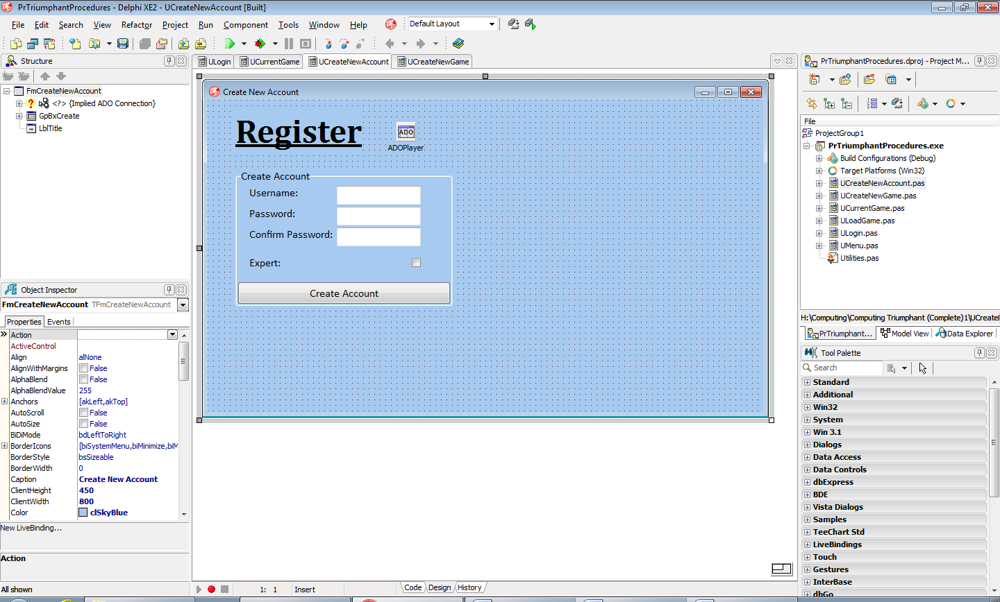 PrTriumphantProcedures - Delphi XE2 - UCreateNewAccount [Built]
File Edit Search View Refactor Project Run Component Tools Window Help Default Layout
Structure
FmCreateNewAccount
<?> {Implied ADO Connection}
GpBxCreate
LblTitle
Object Inspector
FmCreateNewAccount TFmCreateNewAccount
Properties Events
Action
ActiveControl
Align alNone
AlignWithMargins False
AlphaBlend False
AlphaBlendValue 255
Anchors [akLeft,akTop]
AutoScroll False
AutoSize False
BiDiMode bdLeftToRight
BorderIcons [biSystemMenu,biMinimize,biM
BorderStyle bsSizeable
BorderWidth 0
Caption Create New Account
ClientHeight 450
ClientWidth 800
Color clSkyBlue
New LiveBinding...
Action
All shown
ULogin UCurrentGame UCreateNewAccount UCreateNewGame
Create New Account
Register
ADO
ADOPlayer
Create Account
Username:
Password:
Confirm Password:
Expert:
Create Account
1: 1 Insert Code Design History
PrTriumphantProcedures.dproj - Project M...
File
ProjectGroup1
PrTriumphantProcedures.exe
Build Configurations (Debug)
Target Platforms (Win32)
UCreateNewAccount.pas
UCreateNewGame.pas
UCurrentGame.pas
ULoadGame.pas
ULogin.pas
UMenu.pas
Utilities.pas
H:\Computing\Computing Triumphant (Complete)1\UCreateI
PrTriumphant... Model View Data Explorer
Tool Palette
Search
Standard
Additional
Win32
System
Win 3.1
Dialogs
Data Access
Data Controls
dbExpress
BDE
Vista Dialogs
Samples
TeeChart Std
LiveBindings
Touch
Gestures
InterBase
dbGo